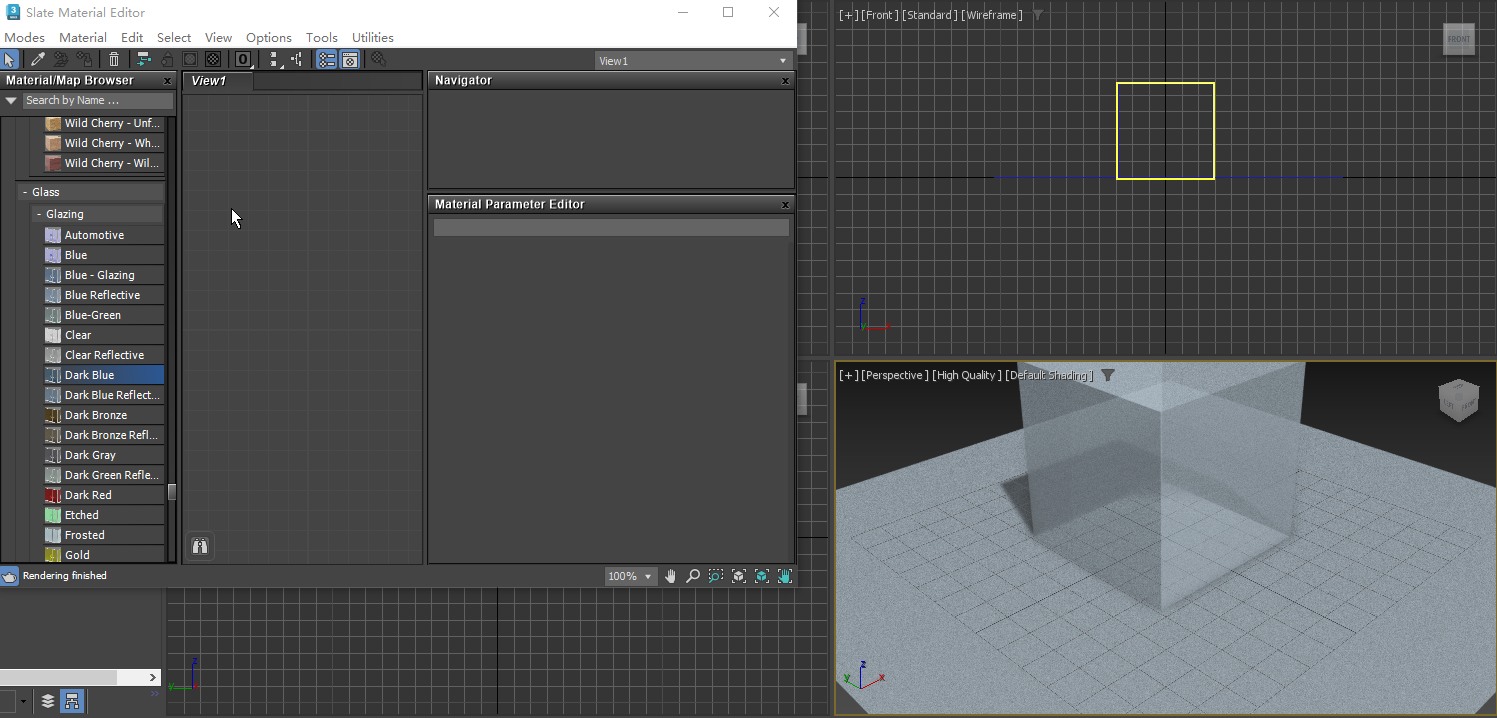 Slate Material Editor
Modes Material Edit Select View Options Tools Utilities
View1
Material/Map Browser
Search by Name ...
Wild Cherry - Unf...
Wild Cherry - Wh...
Wild Cherry - Wil...
- Glass
- Glazing
Automotive
Blue
Blue - Glazing
Blue Reflective
Blue-Green
Clear
Clear Reflective
Dark Blue
Dark Blue Reflect...
Dark Bronze
Dark Bronze Refl...
Dark Gray
Dark Green Refle...
Dark Red
Etched
Frosted
Gold
View1
Navigator
Material Parameter Editor
Rendering finished
100%
[+] [Front] [Standard] [Wireframe]
FRONT
z
[+] [Perspective] [High Quality] [Default Shading]
z
y
x
z
y